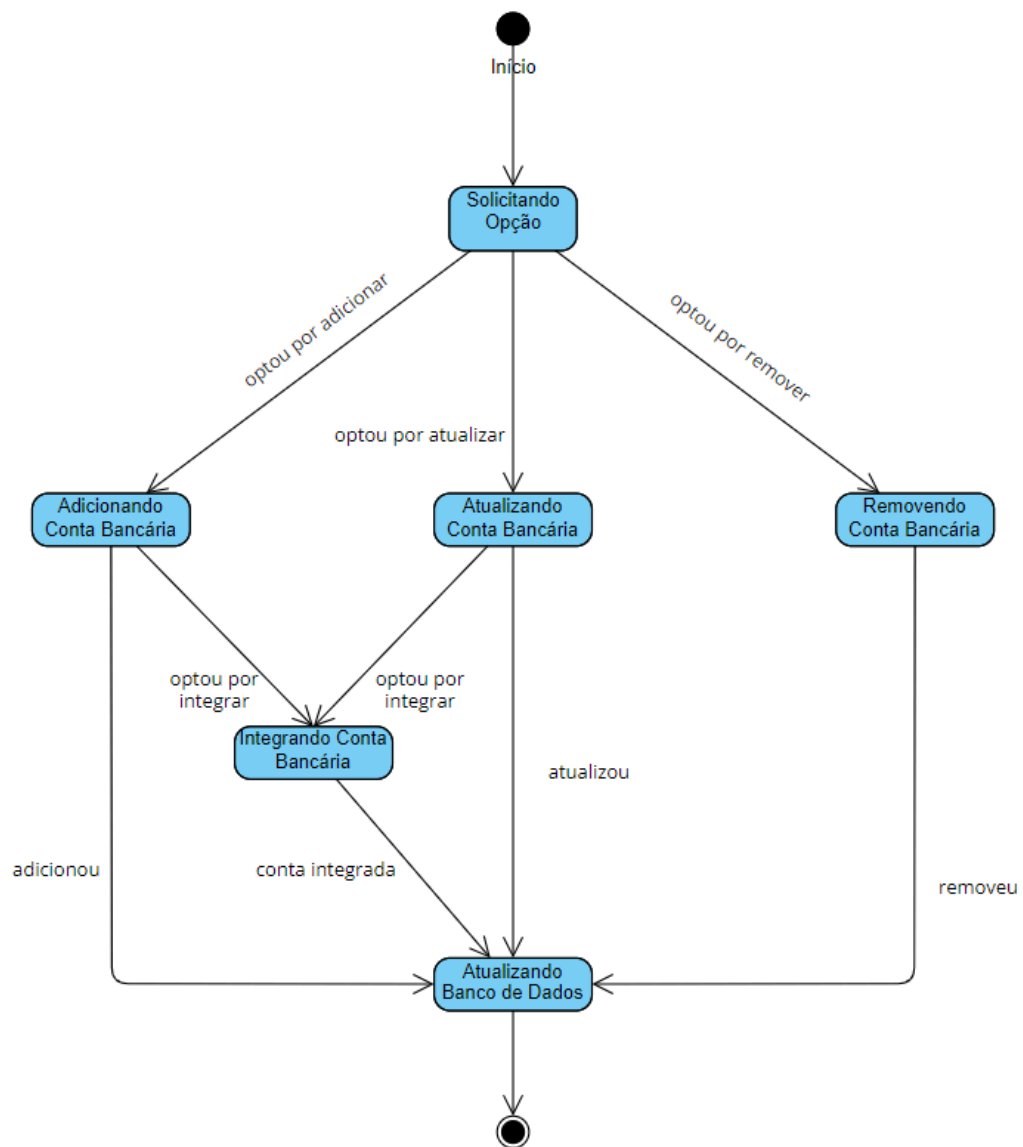 Início
Solicitando
Opção
optou por adicionar
optou por remover
optou por atualizar
Adicionando
Conta Bancária
Atualizando
Conta Bancária
Removendo
Conta Bancária
optou por
integrar
optou por
integrar
Integrando Conta
Bancária
atualizou
adicionou
conta integrada
removeu
Atualizando
Banco de Dados